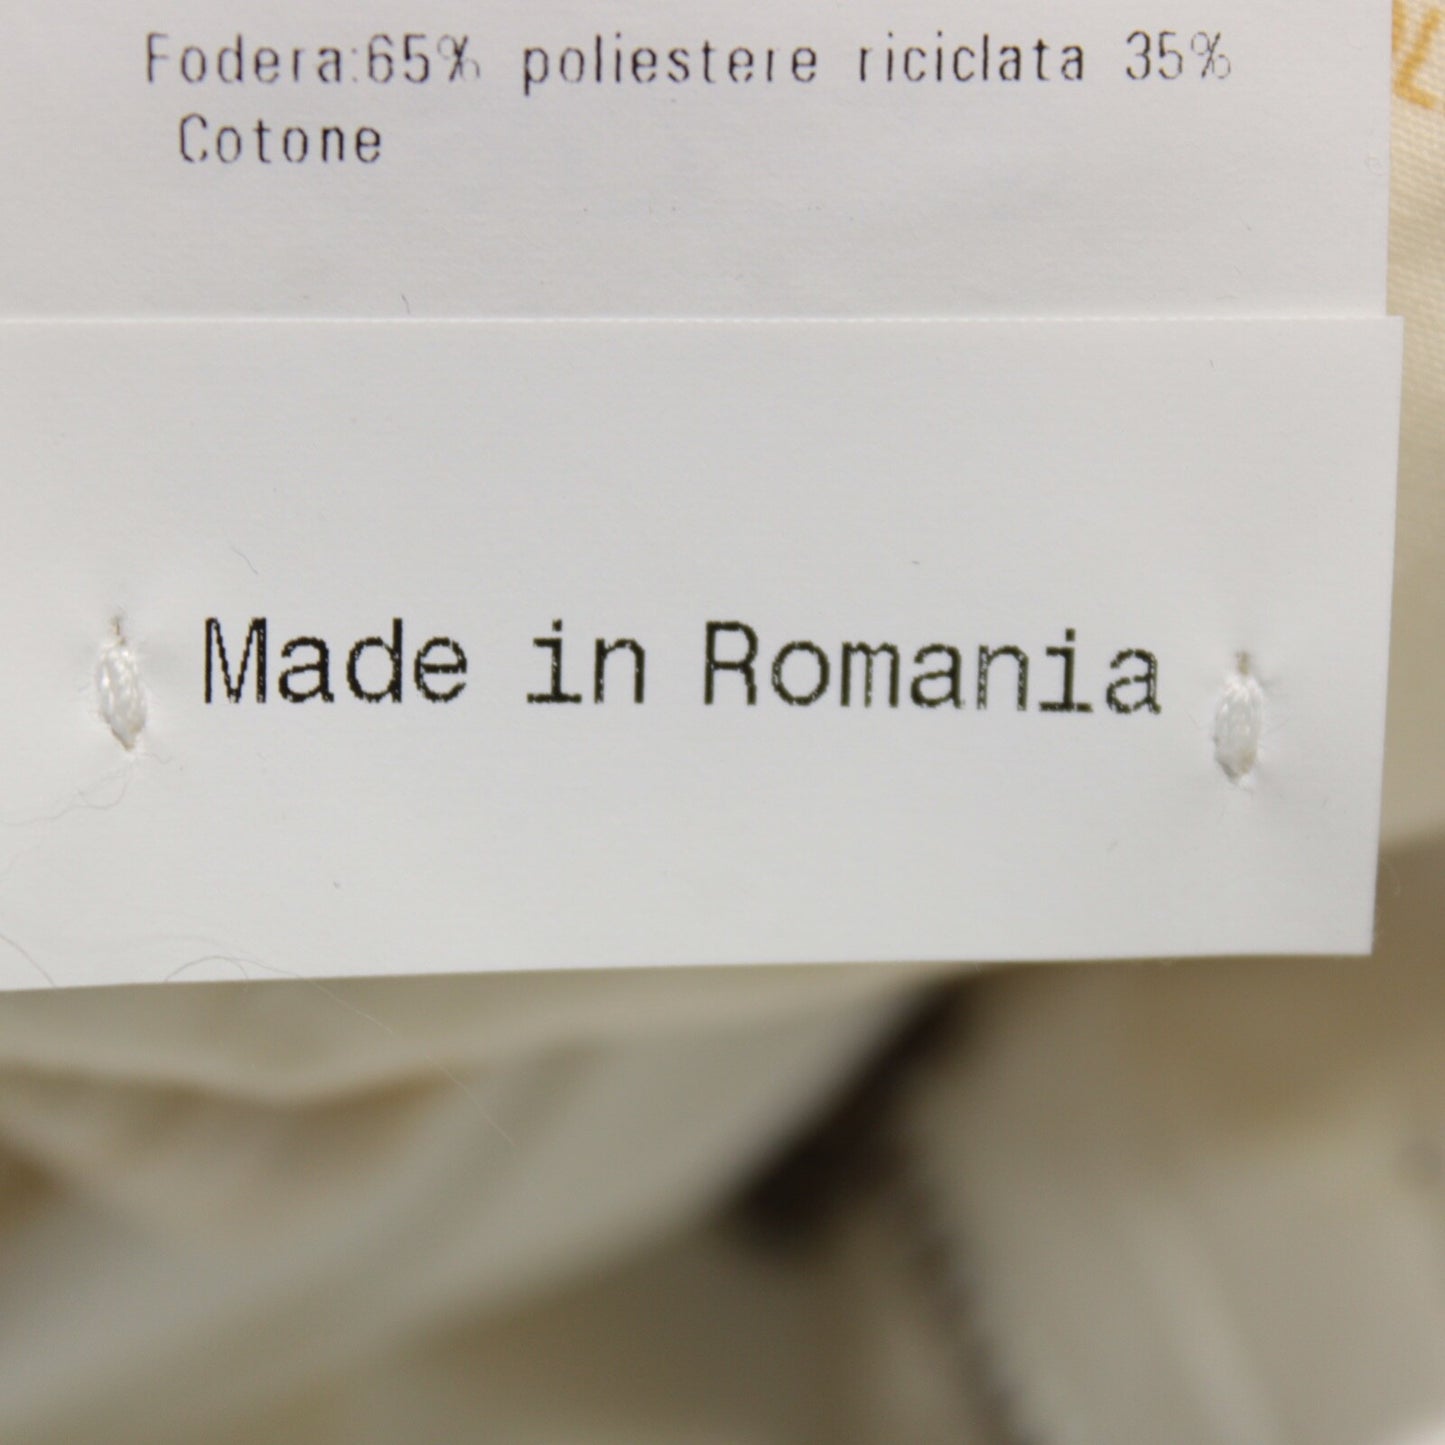 Fodera:65% poliestere riciclata 35%
Cotone
Made in Romania